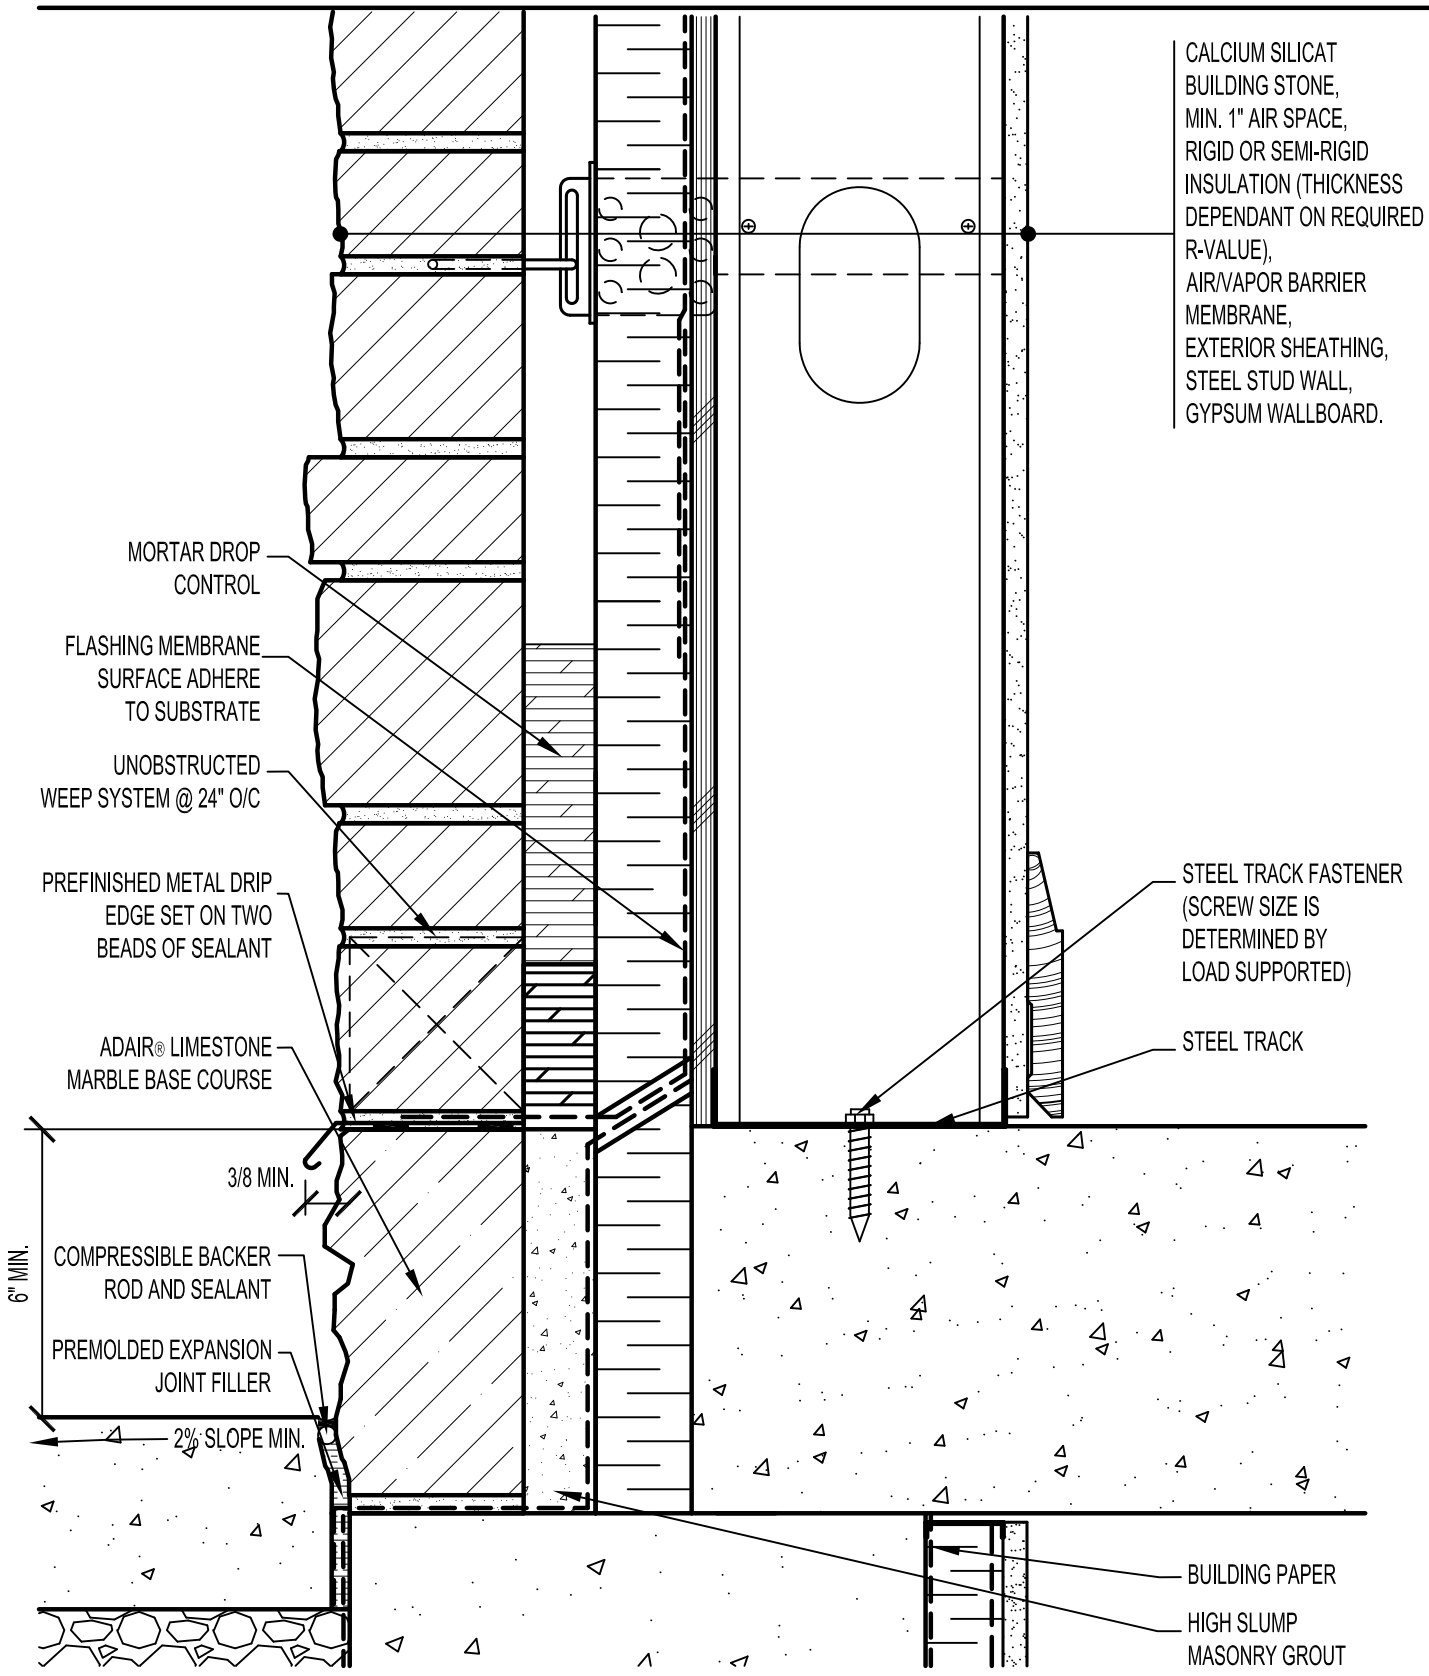 CALCIUM SILICAT
BUILDING STONE,
MIN. 1" AIR SPACE,
RIGID OR SEMI-RIGID
INSULATION (THICKNESS
DEPENDANT ON REQUIRED
R-VALUE),
AIR/VAPOR BARRIER
MEMBRANE,
EXTERIOR SHEATHING,
STEEL STUD WALL,
GYPSUM WALLBOARD.
MORTAR DROP
CONTROL
FLASHING MEMBRANE
SURFACE ADHERE
TO SUBSTRATE
UNOBSTRUCTED
WEEP SYSTEM @ 24" O/C
PREFINISHED METAL DRIP
EDGE SET ON TWO
BEADS OF SEALANT
ADAIR® LIMESTONE
MARBLE BASE COURSE
3/8 MIN.
6" MIN.
COMPRESSIBLE BACKER
ROD AND SEALANT
PREMOLDED EXPANSION
JOINT FILLER
2% SLOPE MIN.
STEEL TRACK FASTENER
(SCREW SIZE IS
DETERMINED BY
LOAD SUPPORTED)
STEEL TRACK
BUILDING PAPER
HIGH SLUMP
MASONRY GROUT